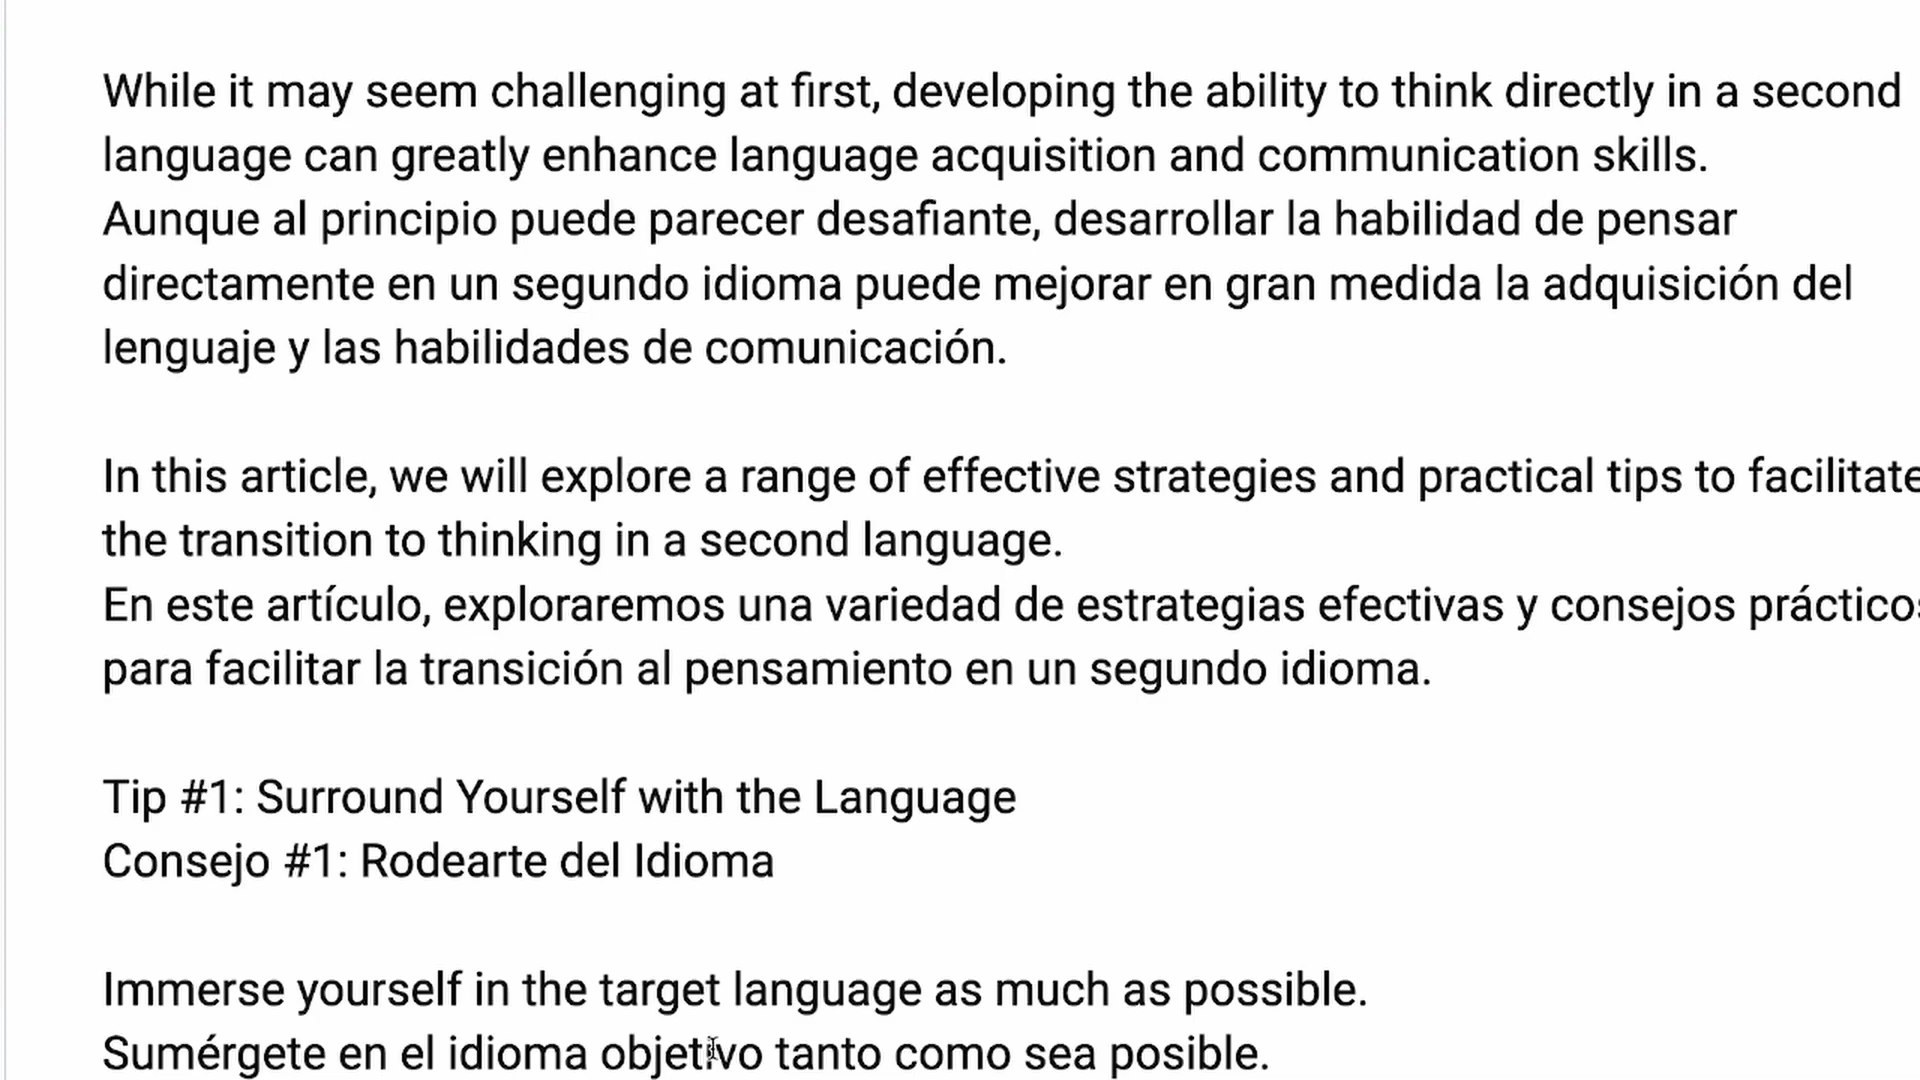 While it may seem challenging at first, developing the ability to think directly in a second
language can greatly enhance language acquisition and communication skills.
Aunque al principio puede parecer desafiante, desarrollar la habilidad de pensar
directamente en un segundo idioma puede mejorar en gran medida la adquisición del
lenguaje y las habilidades de comunicación.
In this article, we will explore a range of effective strategies and practical tips to facilitate
the transition to thinking in a second language.
En este artículo, exploraremos una variedad de estrategias efectivas y consejos prácticos
para facilitar la transición al pensamiento en un segundo idioma.
Tip #1: Surround Yourself with the Language
Consejo #1: Rodearte del Idioma
Immerse yourself in the target language as much as possible.
Sumérgete en el idioma objetivo tanto como sea posible.